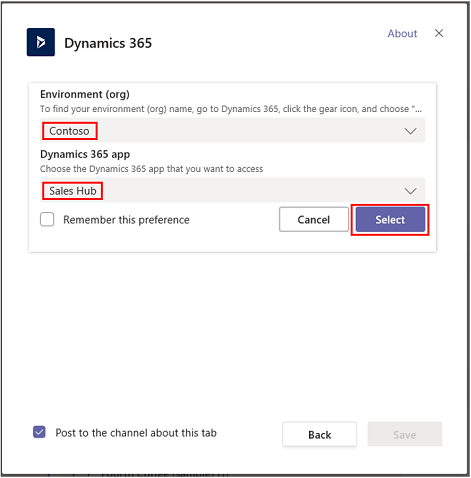 Dynamics 365
About
Environment (org)
To find your environment (org) name, go to Dynamics 365, click the gear icon, and choose "...
Contoso
Dynamics 365 app
Choose the Dynamics 365 app that you want to access
Sales Hub
Remember this preference
Cancel
Select
Post to the channel about this tab
Back
Save